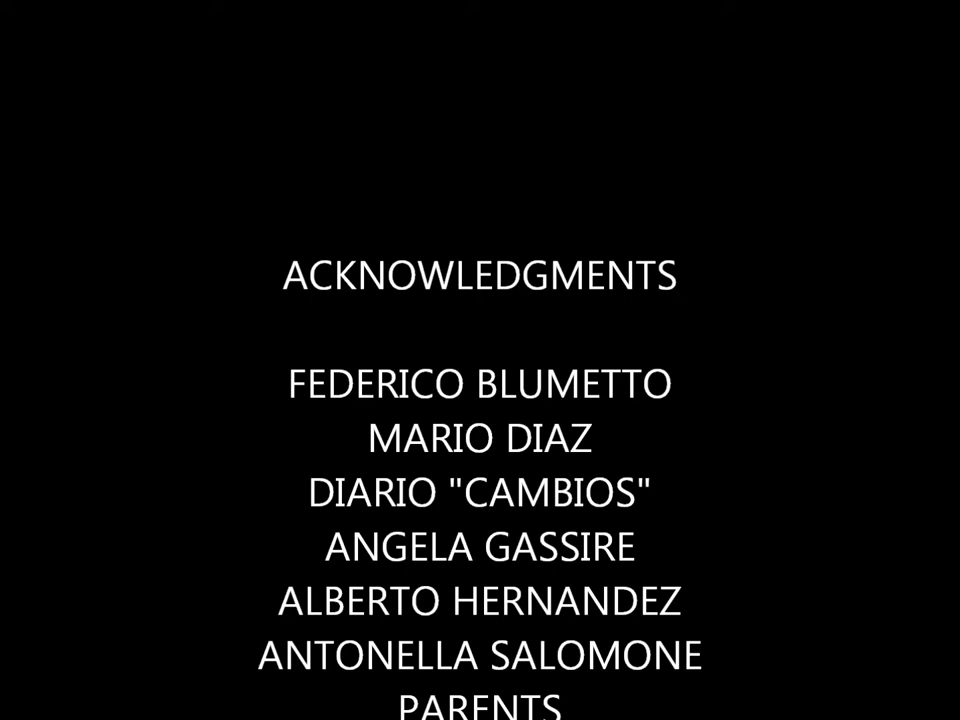 ACKNOWLEDGMENTS
FEDERICO BLUMETTO
MARIO DIAZ
DIARIO "CAMBIOS"
ANGELA GASSIRE
ALBERTO HERNANDEZ
ANTONELLA SALOMONE
PARENTS